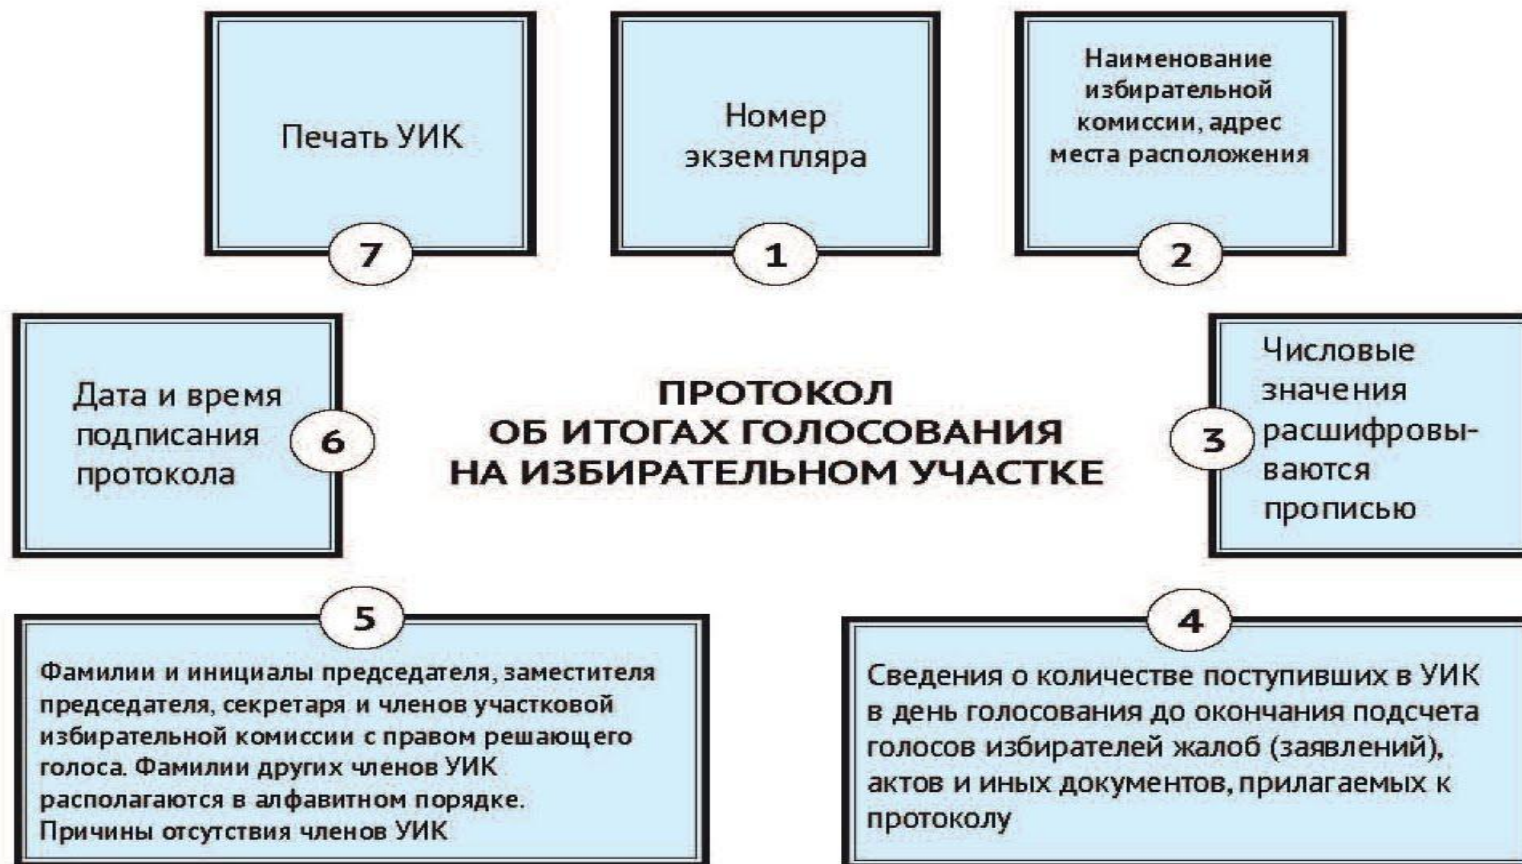 Печать УИК
7
Номер
экземпляра
1
Наименование
избирательной
комиссии, адрес
места расположения
2
Дата и время
подписания
протокола
6
ПРОТОКОЛ
ОБ ИТОГАХ ГОЛОСОВАНИЯ
НА ИЗБИРАТЕЛЬНОМ УЧАСТКЕ
3
Числовые
значения
расшифровы-
ваются
прописью
5
Фамилии и инициалы председателя, заместителя
председателя, секретаря и членов участковой
избирательной комиссии с правом решающего
голоса. Фамилии других членов УИК
располагаются в алфавитном порядке.
Причины отсутствия членов УИК
4
Сведения о количестве поступивших в УИК
в день голосования до окончания подсчета
голосов избирателей жалоб (заявлений),
актов и иных документов, прилагаемых к
протоколу